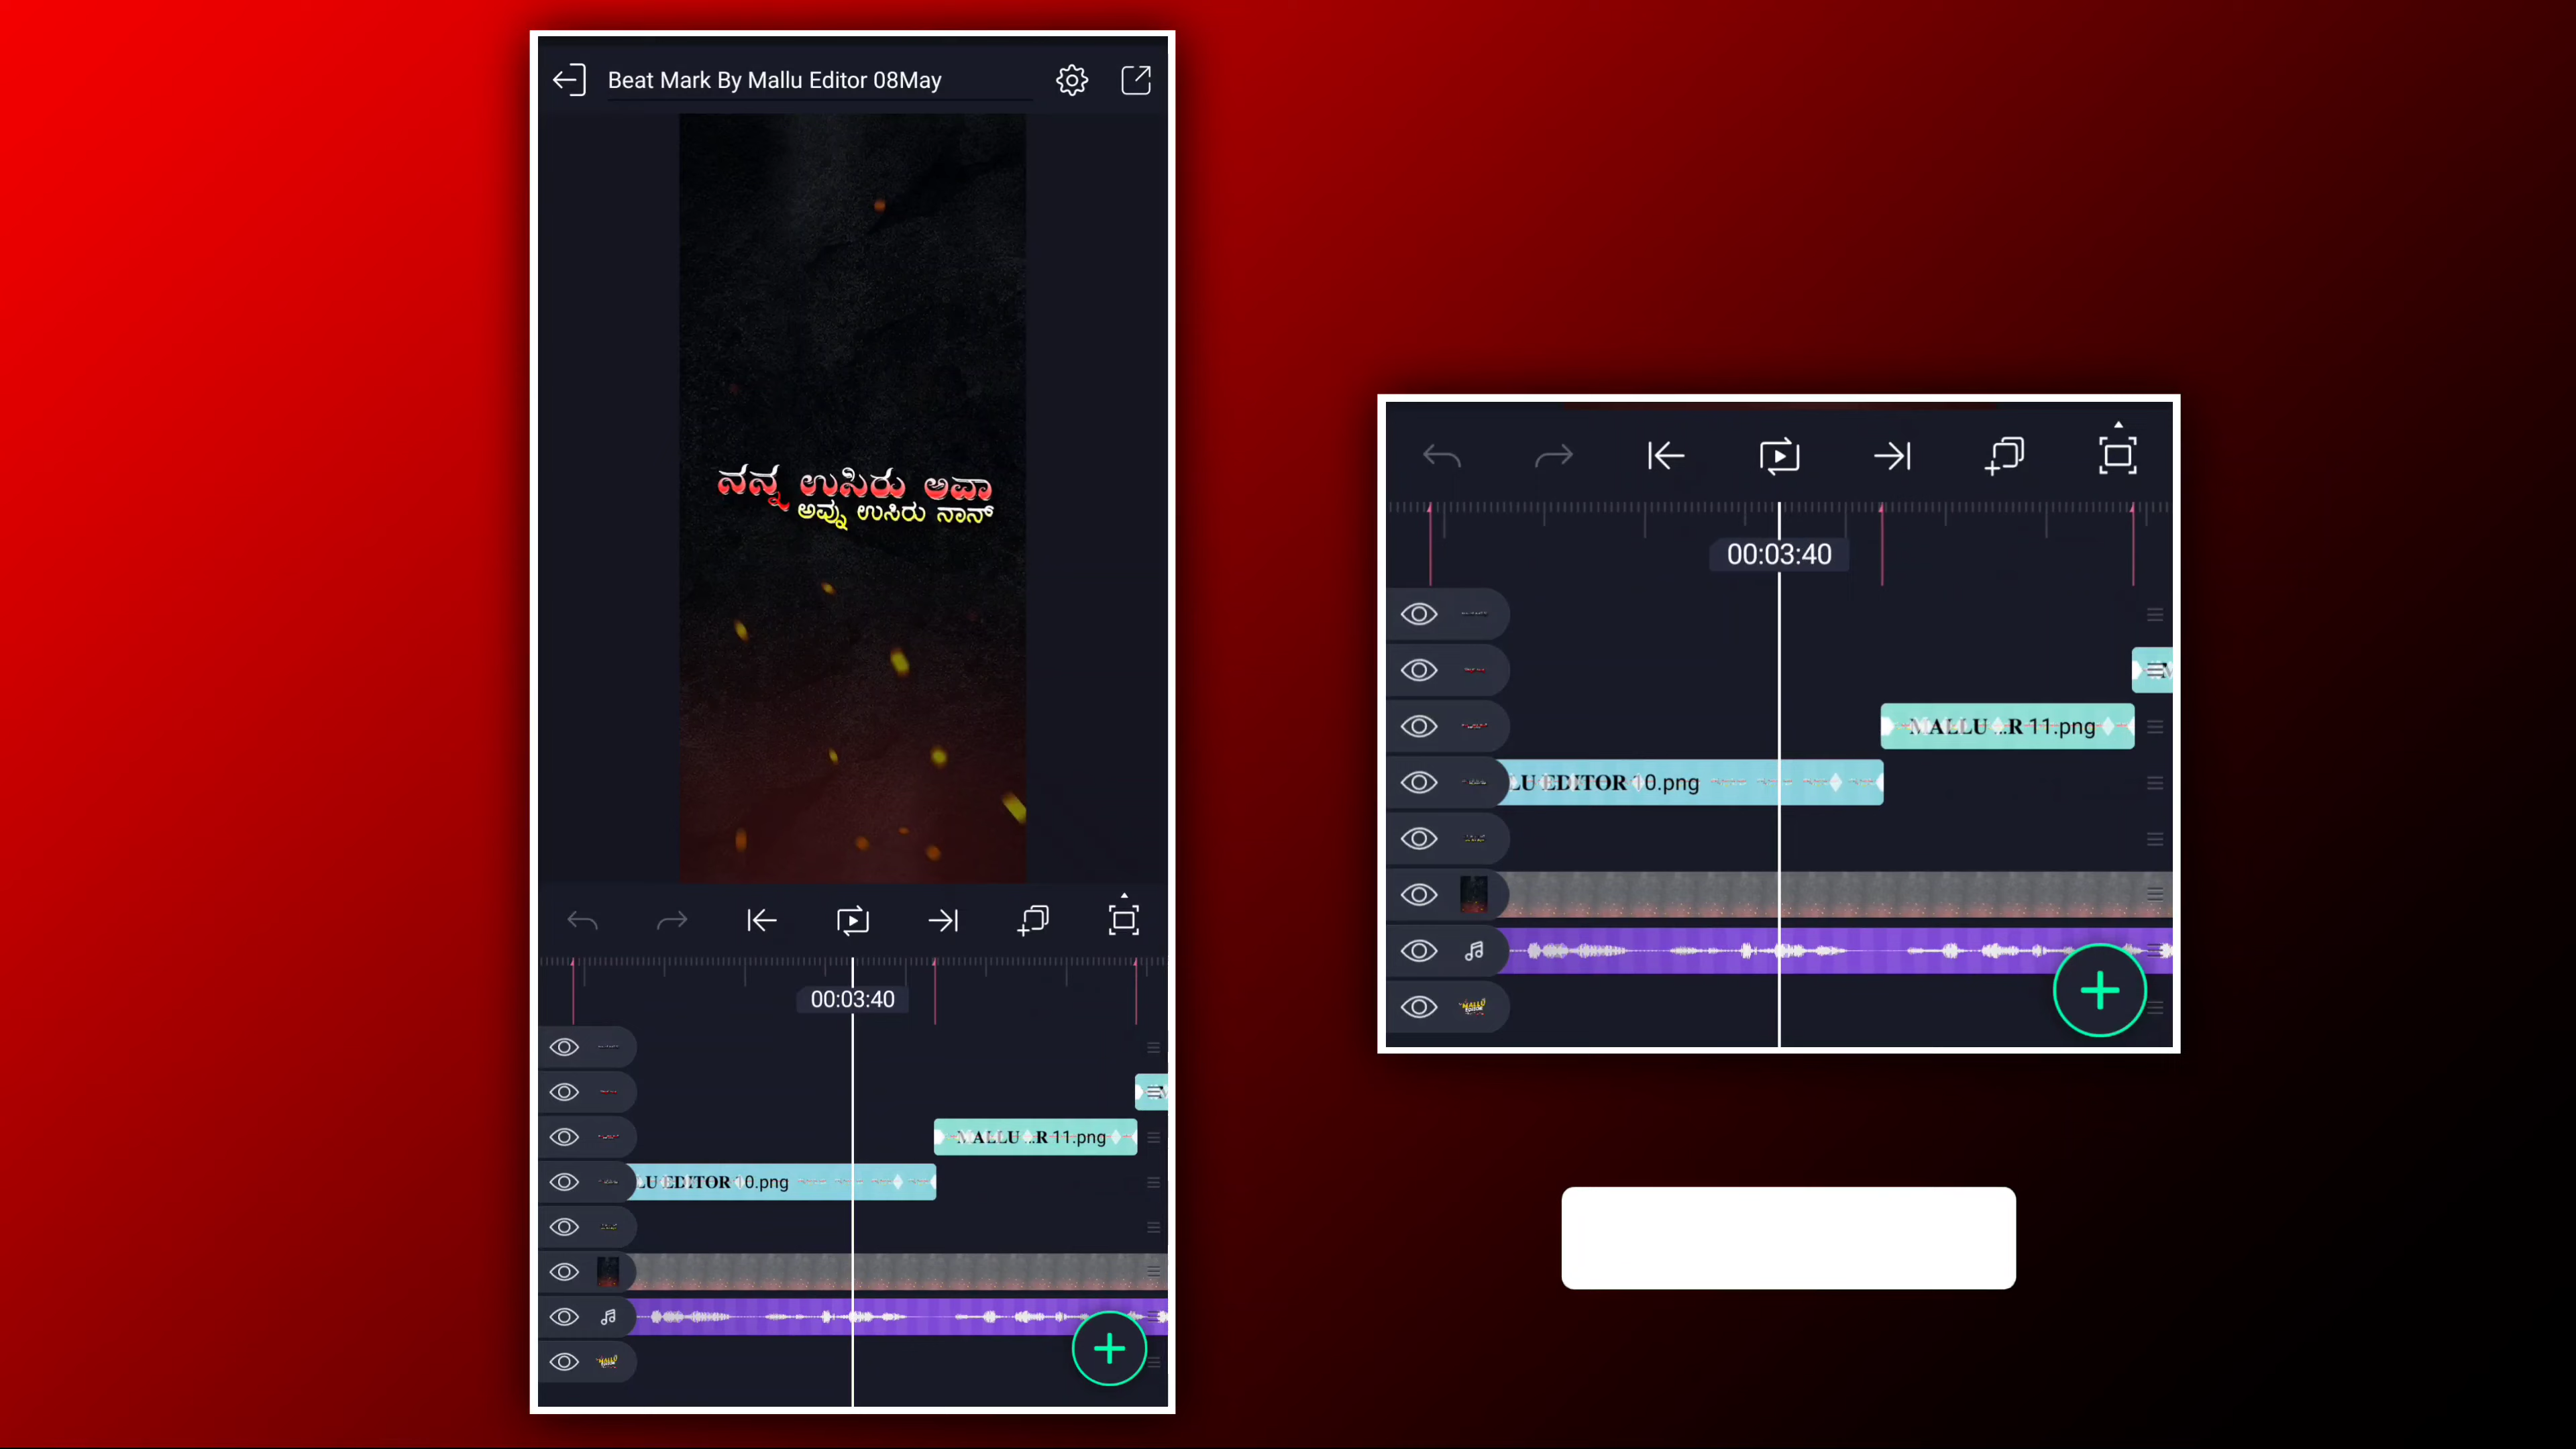 Beat Mark By Mallu Editor 08May
ನನ್ನ ಉಸಿರು ಅವಾ
ಅವ್ನು ಉಸಿರು ನಾನ್
00:03:40
MALLU ...R 11.png
LU EDITOR 10.png
00:03:40
MALLU ...R 11.png
LU EDITOR 10.png